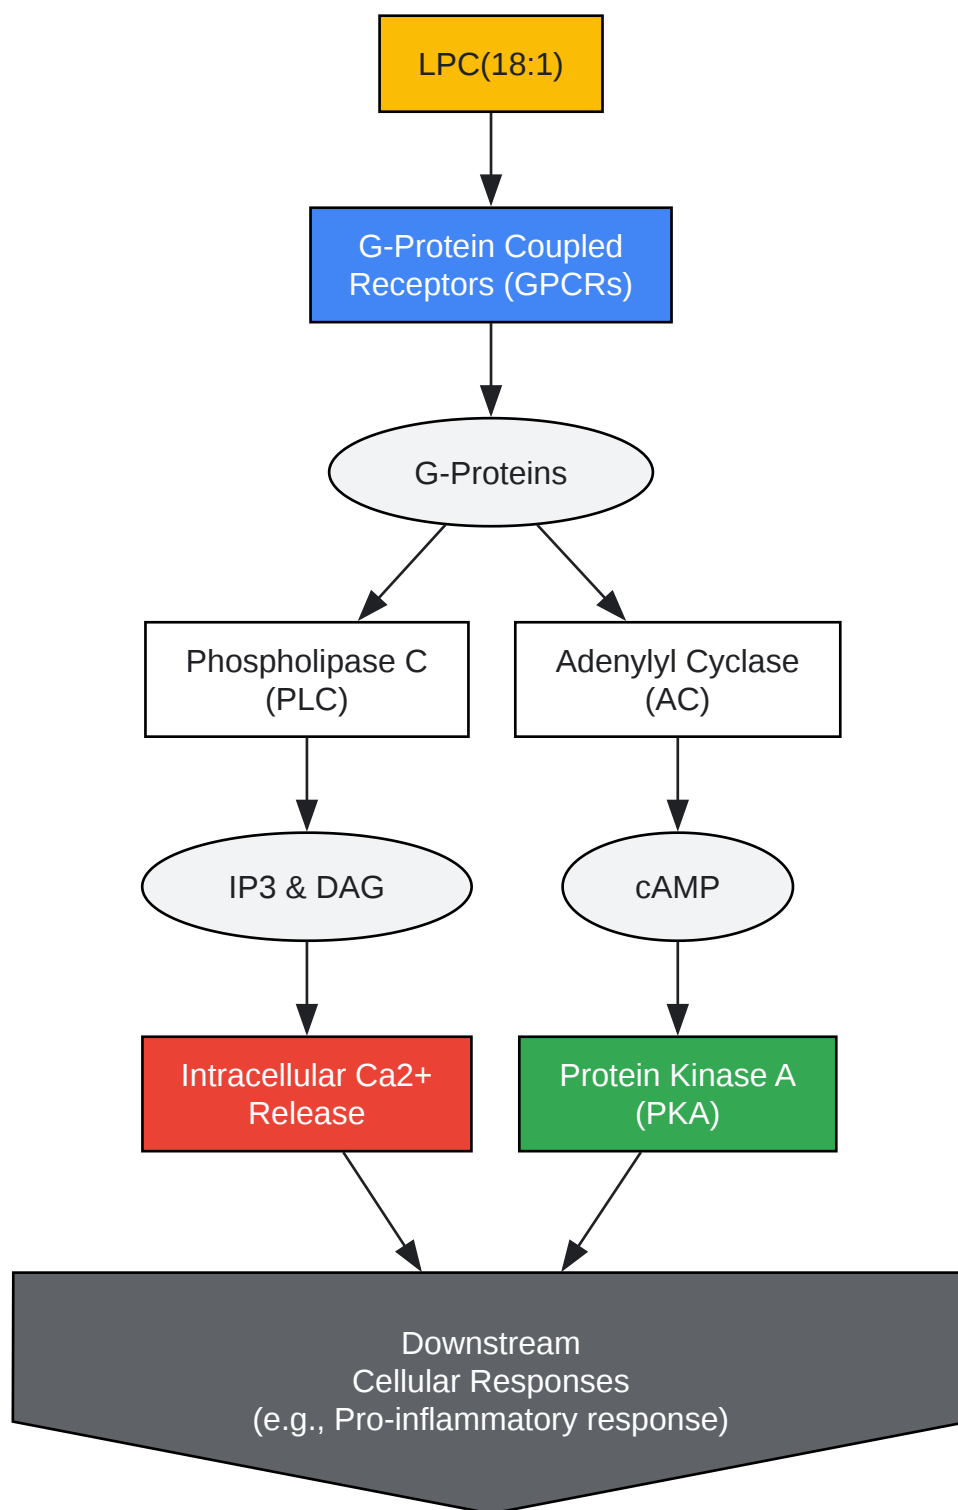 LPC(18:1)
G-Protein Coupled
Receptors (GPCRs)
G-Proteins
Phospholipase C
(PLC)
Adenylyl Cyclase
(AC)
IP3 & DAG
cAMP
Intracellular Ca2+
Release
Protein Kinase A
(PKA)
Downstream
Cellular Responses
(e.g., Pro-inflammatory response)